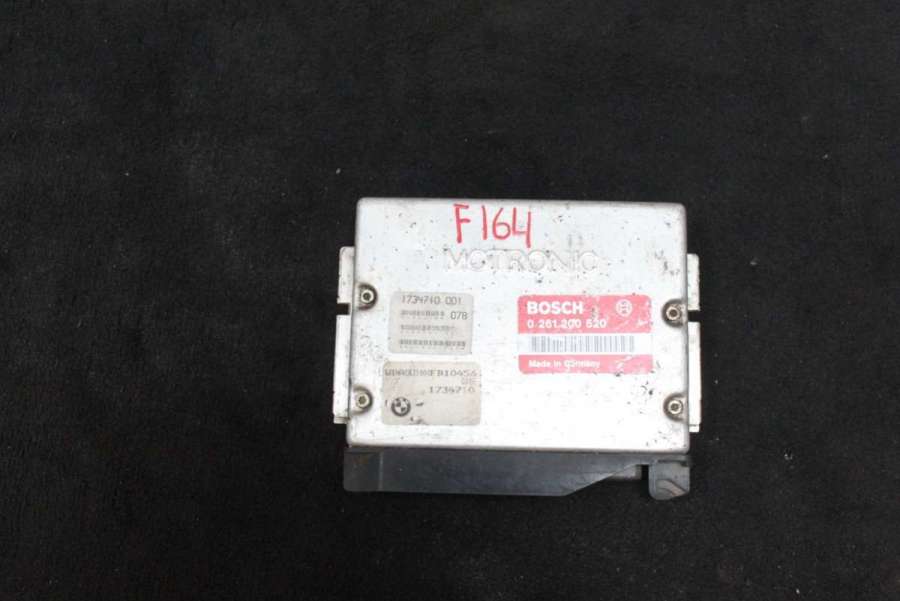 F164
MOTRONIC
1734710.001
078
BOSCH
0 261 200 520
Made in Germany
1734710